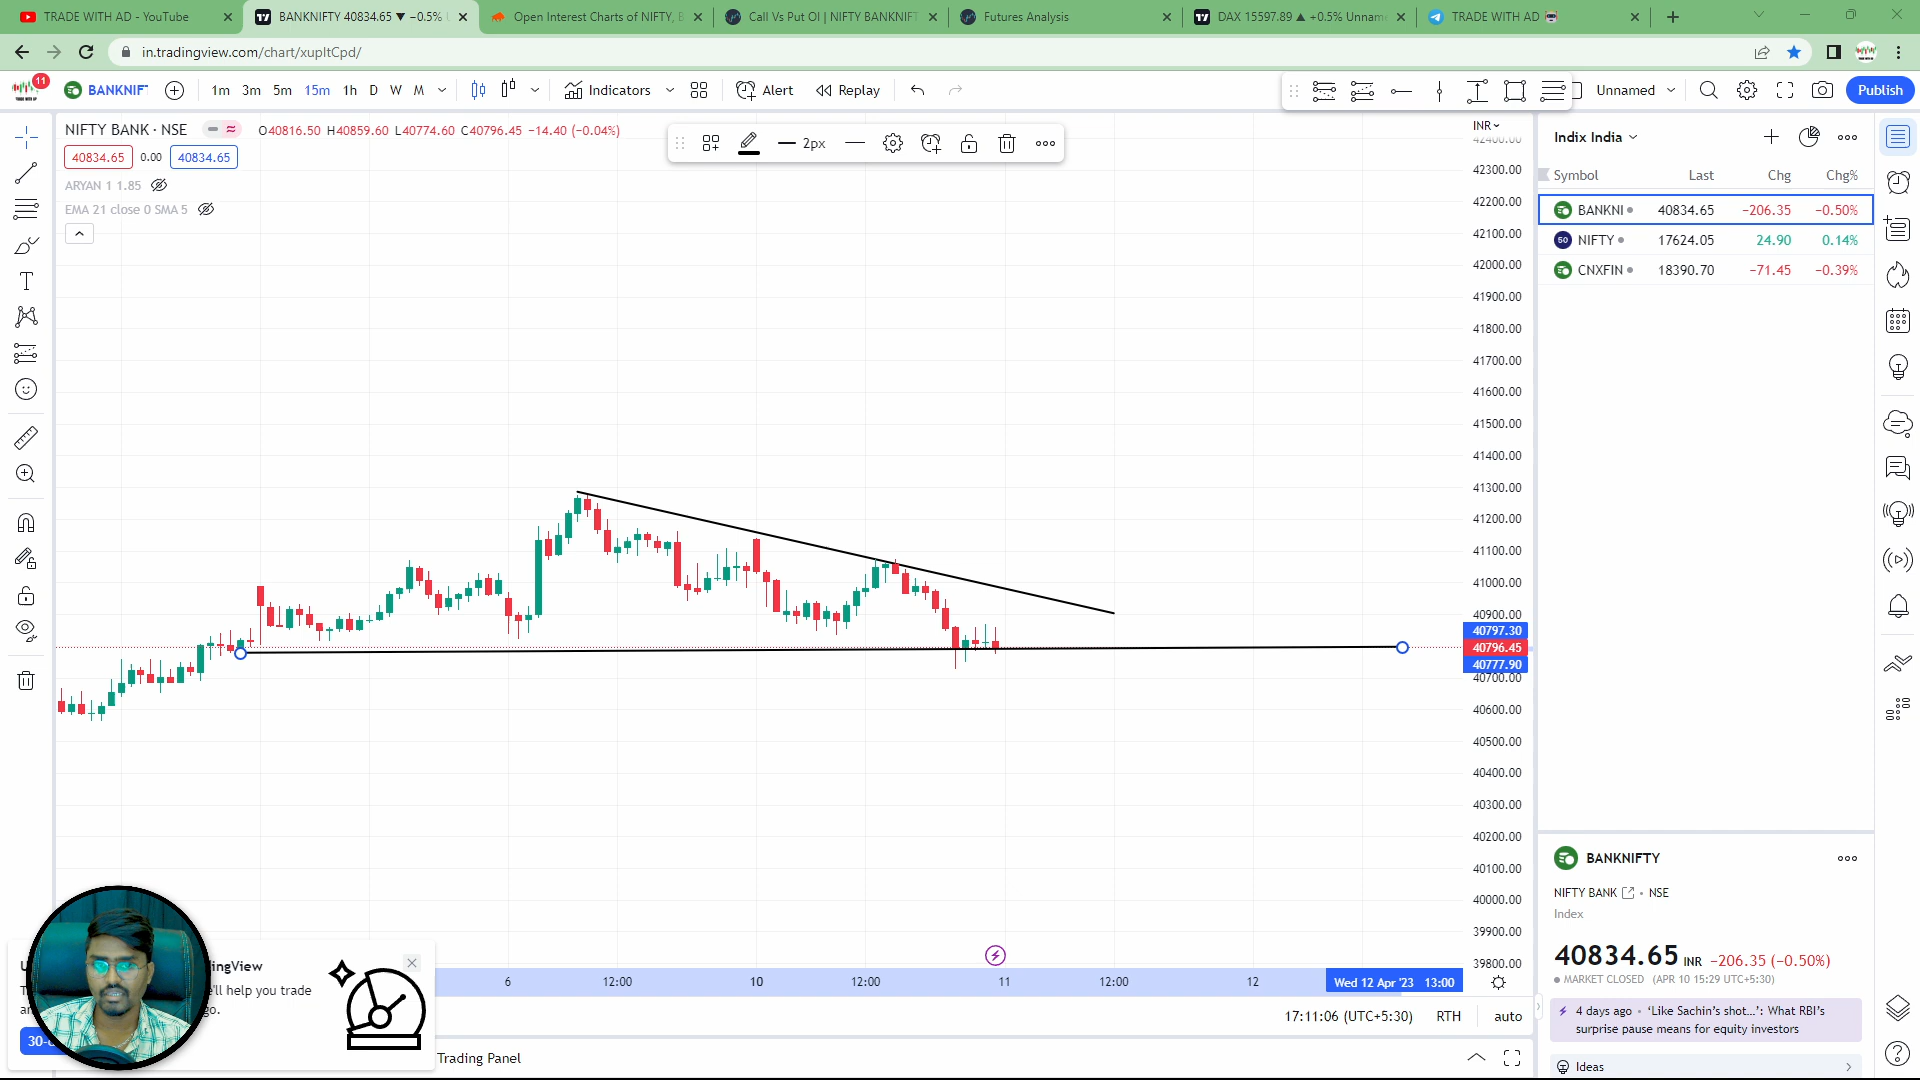 TRADE WITH AD - YouTube
BANKNIFTY 40834.65 ▼ −0.5%
Open Interest Charts of NIFTY, B
Call Vs Put OI | NIFTY BANKNIFT
Futures Analysis
DAX 15597.89 ▲ +0.5% Unnam
TRADE WITH AD
in.tradingview.com/chart/xupItCpd/
11
BANKNIF
1m 3m 5m 15m 1h D W M
Indicators
Alert
Replay
Unnamed
Publish
NIFTY BANK · NSE
O40816.50 H40859.60 L40774.60 C40796.45 −14.40 (−0.04%)
2px
40834.65 0.00 40834.65
ARYAN 1 1.85
EMA 21 close 0 SMA 5
INR
42400.00
42300.00
42200.00
42100.00
42000.00
41900.00
41800.00
41700.00
41600.00
41500.00
41400.00
41300.00
41200.00
41100.00
41000.00
40900.00
40797.30
40796.45
40777.90
40700.00
40600.00
40500.00
40400.00
40300.00
40200.00
40100.00
40000.00
39900.00
39800.00
6 12:00 10 12:00 11 12:00 12 Wed 12 Apr '23 13:00
17:11:06 (UTC+5:30) RTH auto
Trading Panel
ingView
'll help you trade
go.
30-
Indix India
Symbol Last Chg Chg%
BANKNI 40834.65 −206.35 −0.50%
50 NIFTY 17624.05 24.90 0.14%
CNXFIN 18390.70 −71.45 −0.39%
BANKNIFTY
NIFTY BANK • NSE
Index
40834.65 INR −206.35 (−0.50%)
MARKET CLOSED (APR 10 15:29 UTC+5:30)
4 days ago • ‘Like Sachin’s shot…’: What RBI’s
surprise pause means for equity investors
Ideas